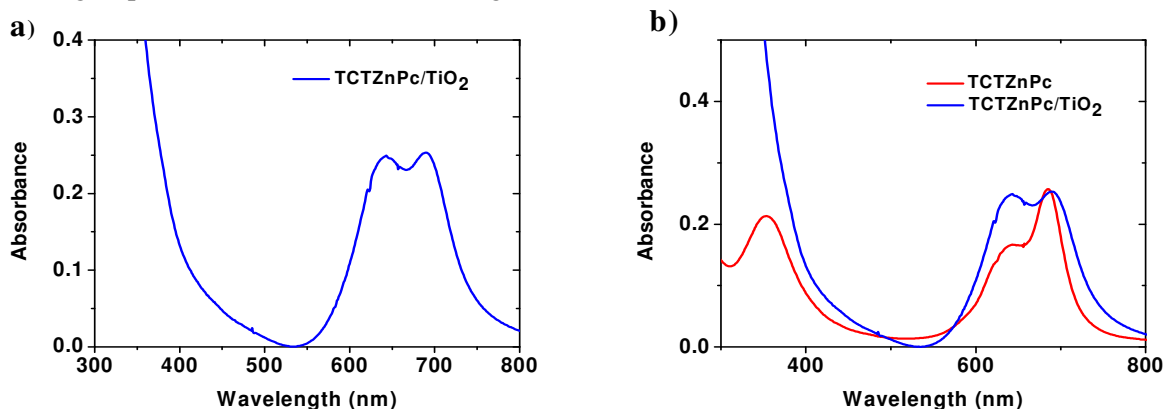 a)
0.4
0.3
0.2
0.1
0.0
Absorbance
TCTZnPc/TiO2
300 400 500 600 700 800
Wavelength (nm)
b)
0.4
0.2
0.0
Absorbance
TCTZnPc
TCTZnPc/TiO2
400 600 800
Wavelength (nm)